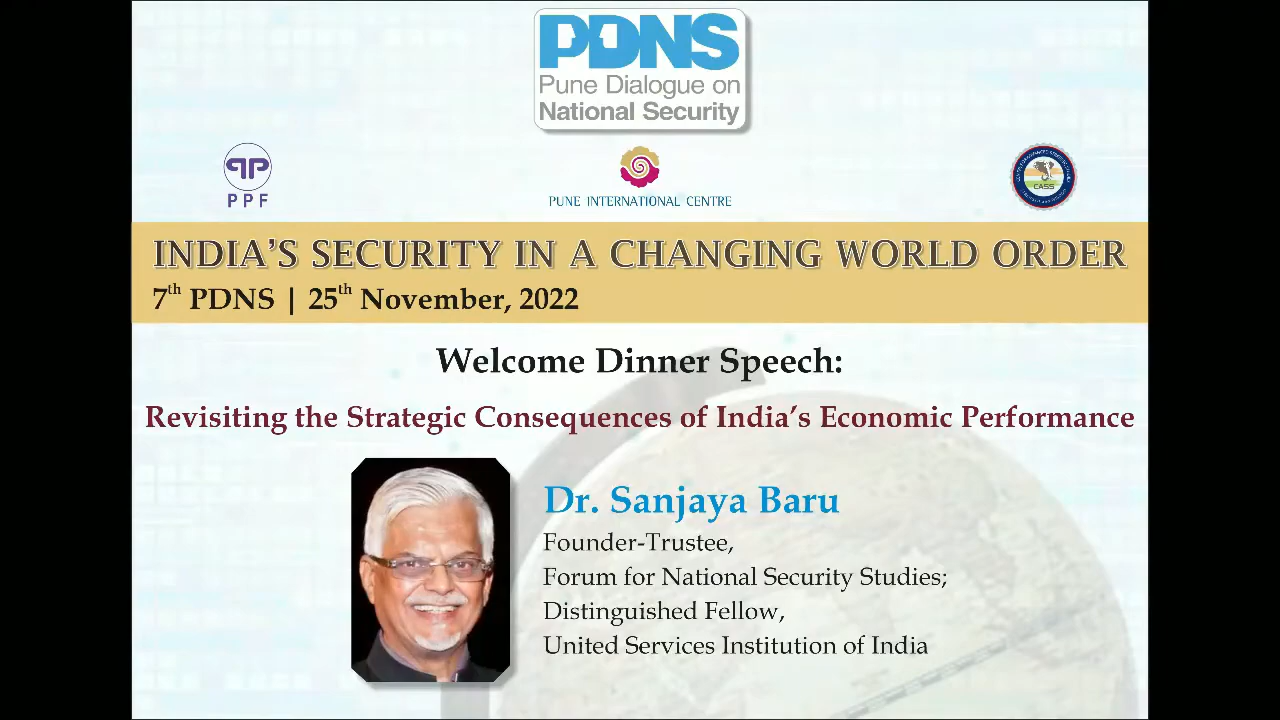 PDNS
Pune Dialogue on
National Security
PPF
PUNE INTERNATIONAL CENTRE
CASS
INDIA'S SECURITY IN A CHANGING WORLD ORDER
7th PDNS | 25th November, 2022
Welcome Dinner Speech:
Revisiting the Strategic Consequences of India's Economic Performance
Dr. Sanjaya Baru
Founder-Trustee,
Forum for National Security Studies;
Distinguished Fellow,
United Services Institution of India